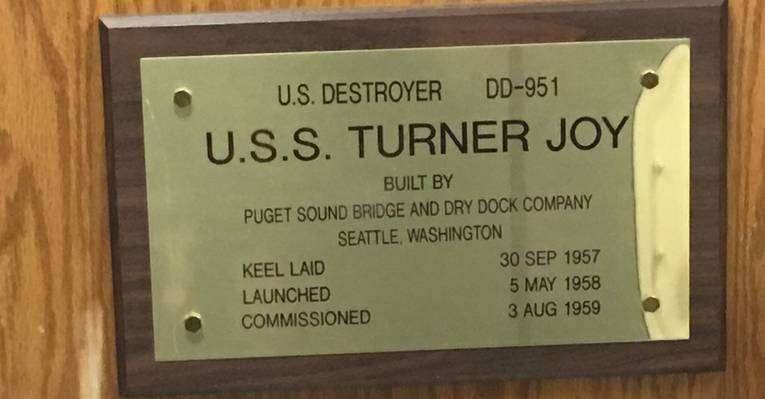 U.S. DESTROYER DD-951
U.S.S. TURNER JOY
BUILT BY
PUGET SOUND BRIDGE AND DRY DOCK COMPANY
SEATTLE, WASHINGTON
KEEL LAID 30 SEP 1957
LAUNCHED 5 MAY 1958
COMMISSIONED 3 AUG 1959